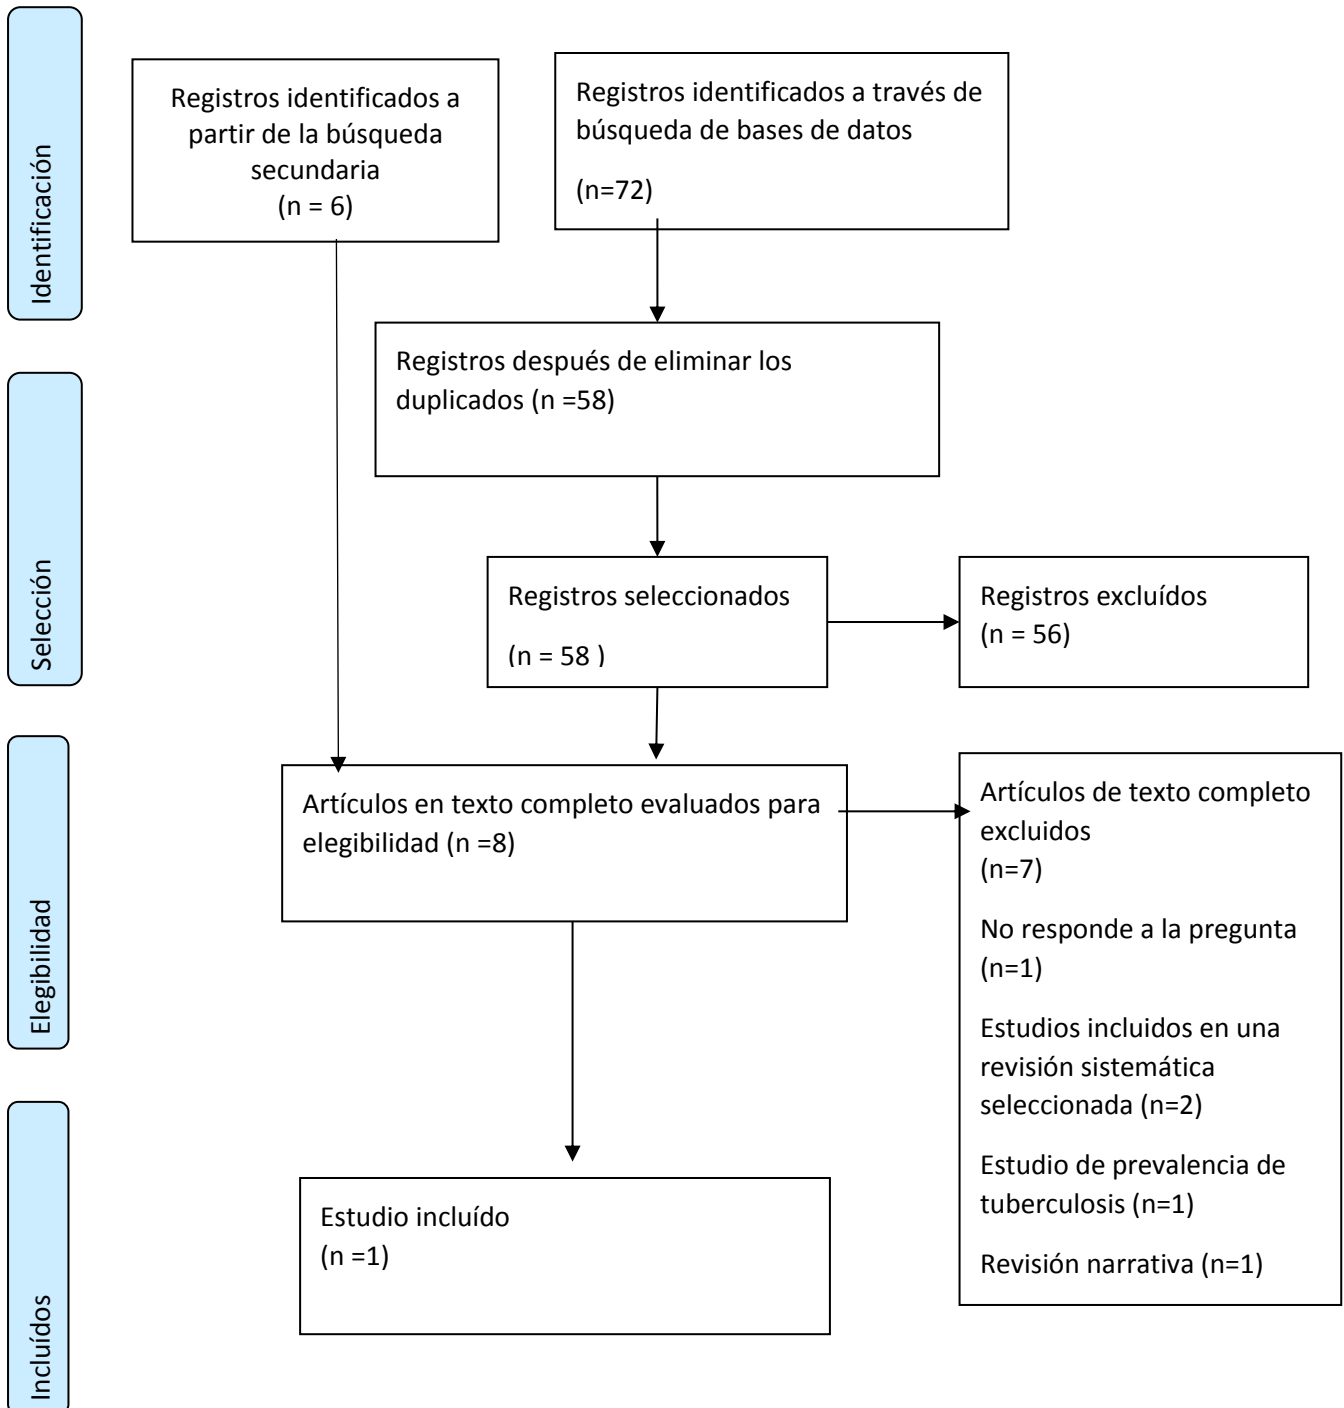 Identificación
Registros identificados a
partir de la búsqueda
secundaria
(n = 6)
Registros identificados a través de
búsqueda de bases de datos
(n=72)
Registros después de eliminar los
duplicados (n =58)
Selección
Registros seleccionados
(n = 58 )
Registros excluídos
(n = 56)
Elegibilidad
Artículos en texto completo evaluados para
elegibilidad (n =8)
Artículos de texto completo
excluidos
(n=7)
No responde a la pregunta
(n=1)
Estudios incluidos en una
revisión sistemática
seleccionada (n=2)
Estudio de prevalencia de
tuberculosis (n=1)
Revisión narrativa (n=1)
Incluídos
Estudio incluído
(n =1)